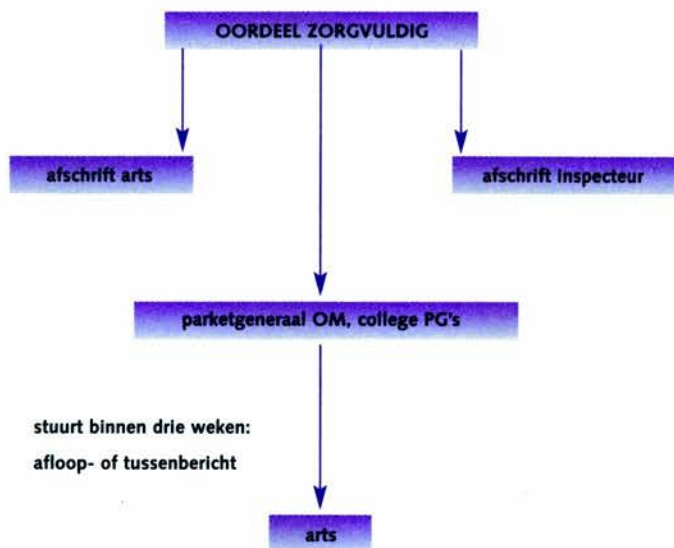 OORDEEL ZORGVULDIG
afschrift arts
afschrift inspecteur
parketgeneraal OM, college PG's
stuurt binnen drie weken:
afloop- of tussenbericht
arts